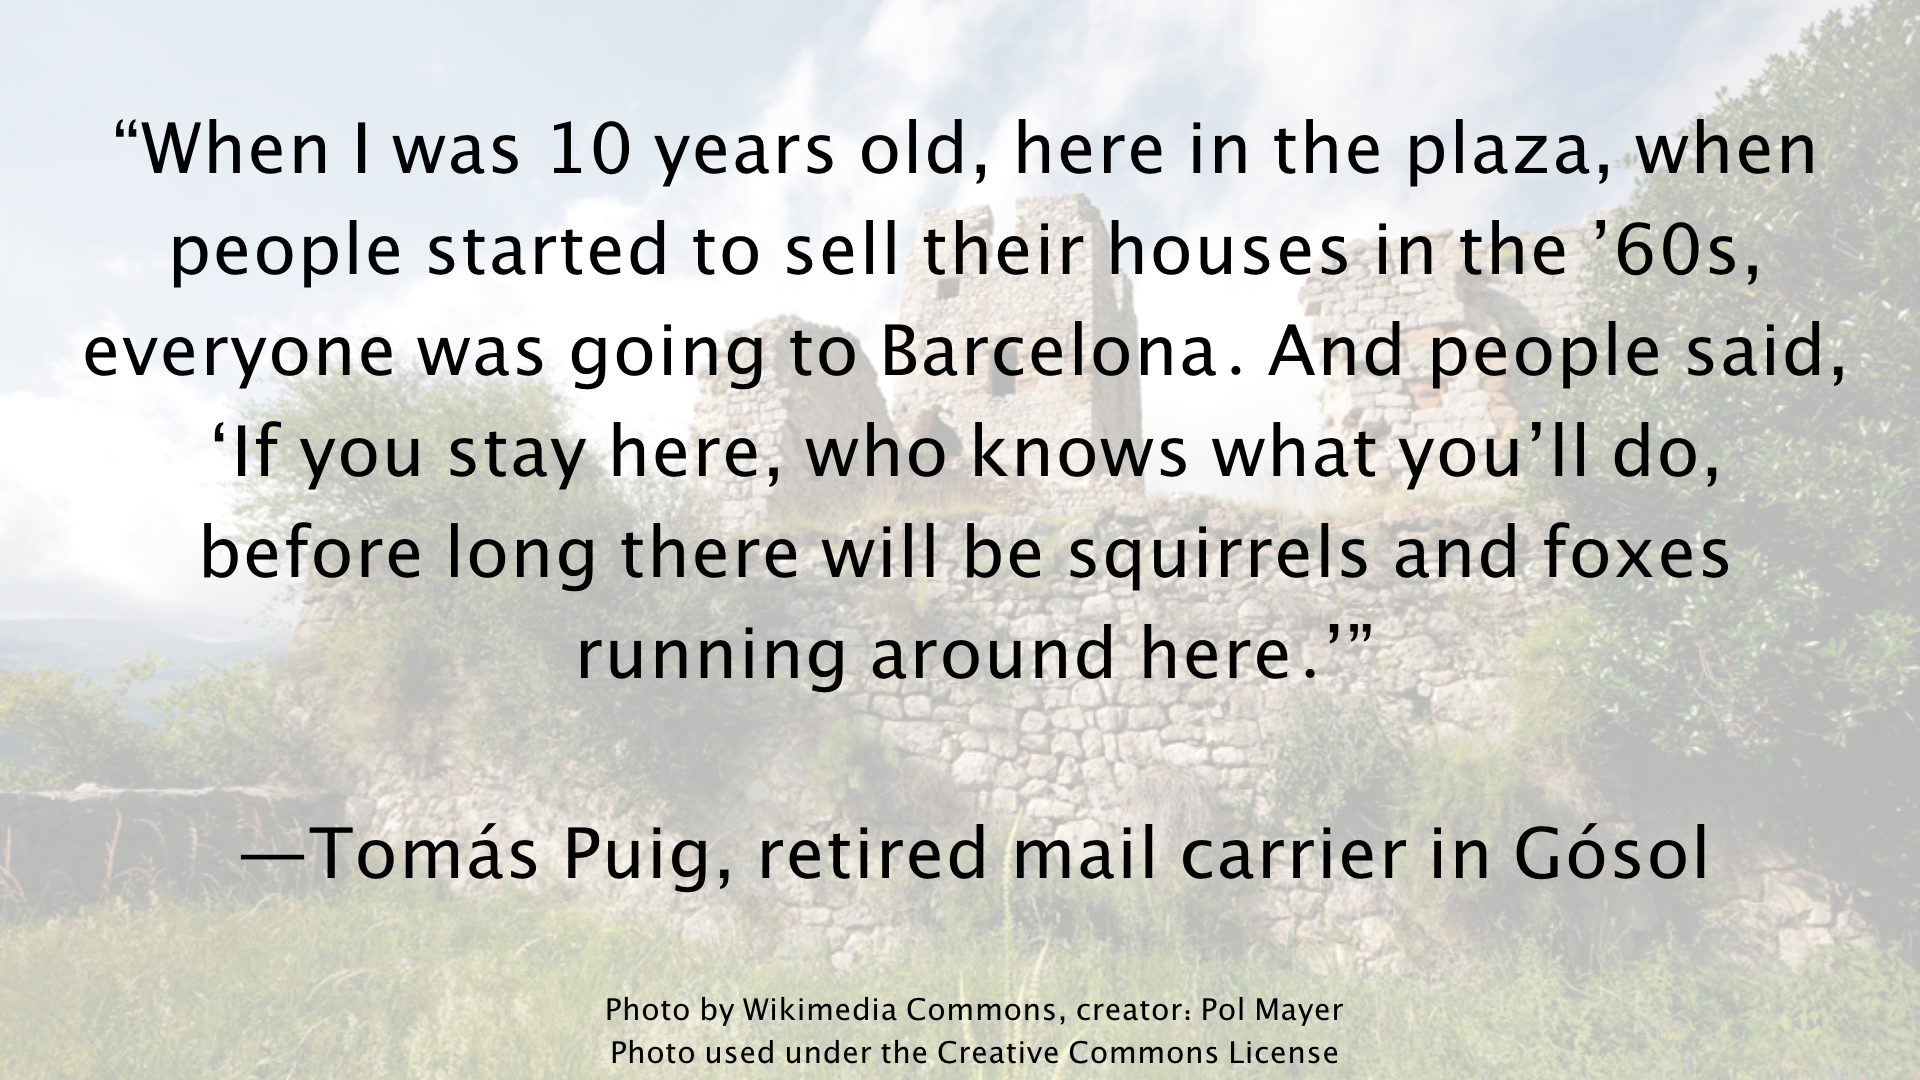 “When I was 10 years old, here in the plaza, when
people started to sell their houses in the ’60s,
everyone was going to Barcelona. And people said,
‘If you stay here, who knows what you’ll do,
before long there will be squirrels and foxes
running around here.’”
—Tomás Puig, retired mail carrier in Gósol
Photo by Wikimedia Commons, creator: Pol Mayer
Photo used under the Creative Commons License